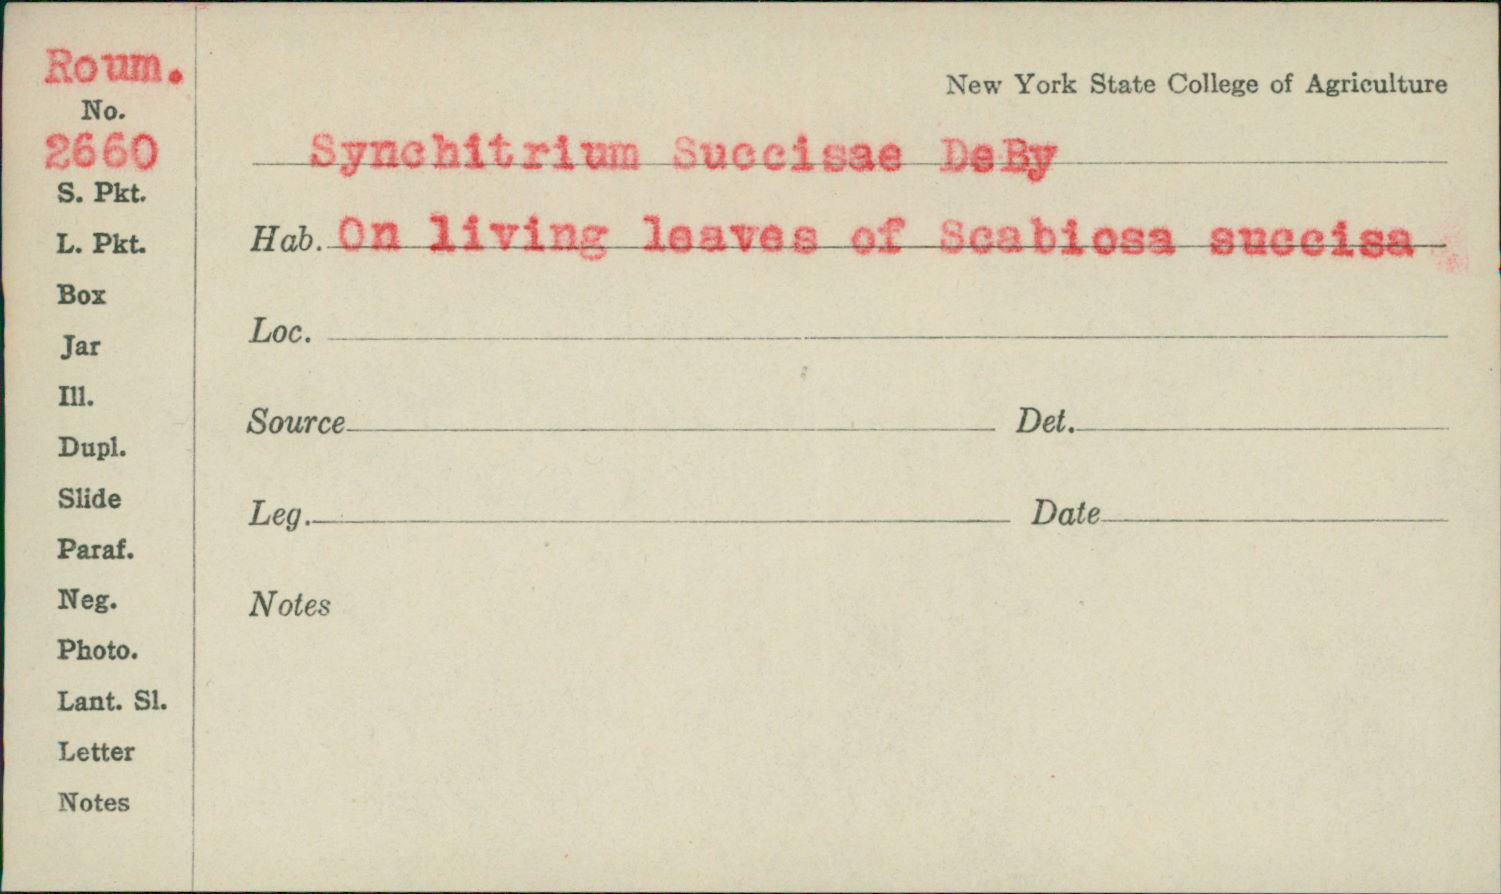 Roum.
No.
2660
S. Pkt.
L. Pkt.
Box
Jar
Ill.
Dupl.
Slide
Paraf.
Neg.
Photo.
Lant. Sl.
Letter
Notes
New York State College of Agriculture
Synchitrium Succisae DeBy
Hab. On living leaves of Scabiosa succisa
Loc.
Source Det.
Leg. Date
Notes